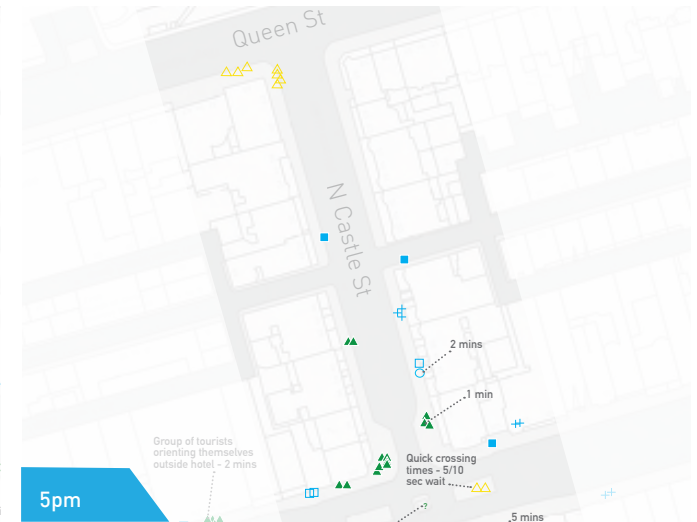 Queen St
N Castle St
2 mins
1 min
Group of tourists
orienting themselves
outside hotel - 2 mins
Quick crossing
times - 5/10
sec wait
5pm
?
5 mins